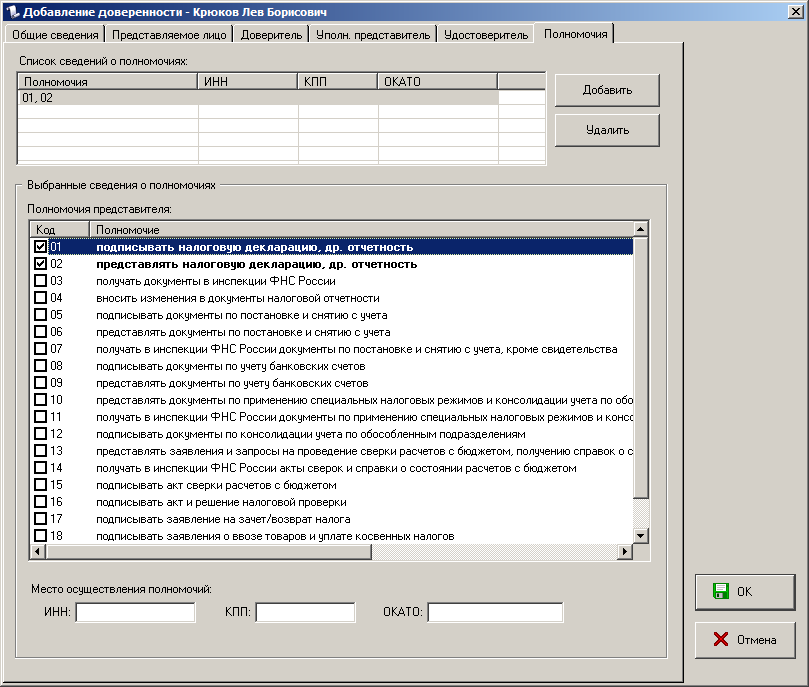 Добавление доверенности - Крюков Лев Борисович
Общие сведения Представляемое лицо Доверитель Уполн. представитель Удостоверитель Полномочия
Список сведений о полномочиях:
Полномочия ИНН КПП ОКАТО
01, 02
Добавить
Удалить
Выбранные сведения о полномочиях
Полномочия представителя:
Код Полномочие
01 подписывать налоговую декларацию, др. отчетность
02 представлять налоговую декларацию, др. отчетность
03 получать документы в инспекции ФНС России
04 вносить изменения в документы налоговой отчетности
05 подписывать документы по постановке и снятию с учета
06 представлять документы по постановке и снятию с учета
07 получать в инспекции ФНС России документы по постановке и снятию с учета, кроме свидетельства
08 подписывать документы по учету банковских счетов
09 представлять документы по учету банковских счетов
10 представлять документы по применению специальных налоговых режимов и консолидации учета по обо
11 получать в инспекции ФНС России документы по применению специальных налоговых режимов и консо
12 подписывать документы по консолидации учета по обособленным подразделениям
13 представлять заявления и запросы на проведение сверки расчетов с бюджетом, получению справок о с
14 получать в инспекции ФНС России акты сверок и справки о состоянии расчетов с бюджетом
15 подписывать акт сверки расчетов с бюджетом
16 подписывать акт и решение налоговой проверки
17 подписывать заявление на зачет/возврат налога
18 подписывать заявления о ввозе товаров и уплате косвенных налогов
Место осуществления полномочий:
ИНН: КПП: ОКАТО:
OK
Отмена